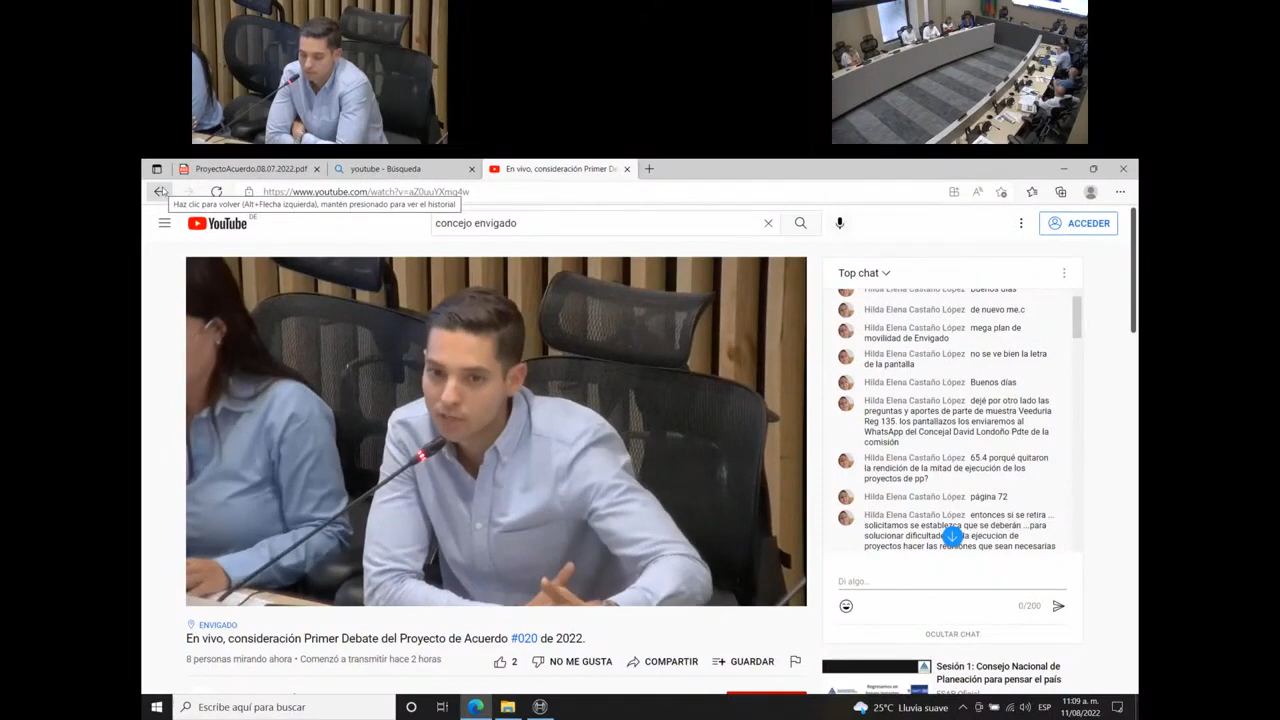 ProyectoAcuerdo.08.07.2022.pdf
youtube - Búsqueda
En vivo, consideración Primer De
https://www.youtube.com/watch?v=aZ0uuYXmq4w
Haz clic para volver (Alt+Flecha izquierda), mantén presionado para ver el historial
YouTube DE
concejo envigado
ACCEDER
Top chat
Hilda Elena Castaño López Buenos días
Hilda Elena Castaño López de nuevo me.c
Hilda Elena Castaño López mega plan de
movilidad de Envigado
Hilda Elena Castaño López no se ve bien la letra
de la pantalla
Hilda Elena Castaño López Buenos días
Hilda Elena Castaño López dejé por otro lado las
preguntas y aportes de parte de muestra Veeduria
Reg 135. los pantallazos los enviaremos al
WhatsApp del Concejal David Londoño Pdte de la
comisión
Hilda Elena Castaño López 65.4 porqué quitaron
la rendición de la mitad de ejecución de los
proyectos de pp?
Hilda Elena Castaño López página 72
Hilda Elena Castaño López entonces si se retira ...
solicitamos se establezca que se deberán ...para
solucionar dificultade la ejecucion de
proyectos hacer las reuniones que sean necesarias
Di algo...
0/200
OCULTAR CHAT
ENVIGADO
En vivo, consideración Primer Debate del Proyecto de Acuerdo #020 de 2022.
8 personas mirando ahora • Comenzó a transmitir hace 2 horas
2
NO ME GUSTA
COMPARTIR
GUARDAR
Sesión 1: Consejo Nacional de
Planeación para pensar el país
Escribe aquí para buscar
25°C Lluvia suave
ESP
11:09 a. m.
11/08/2022